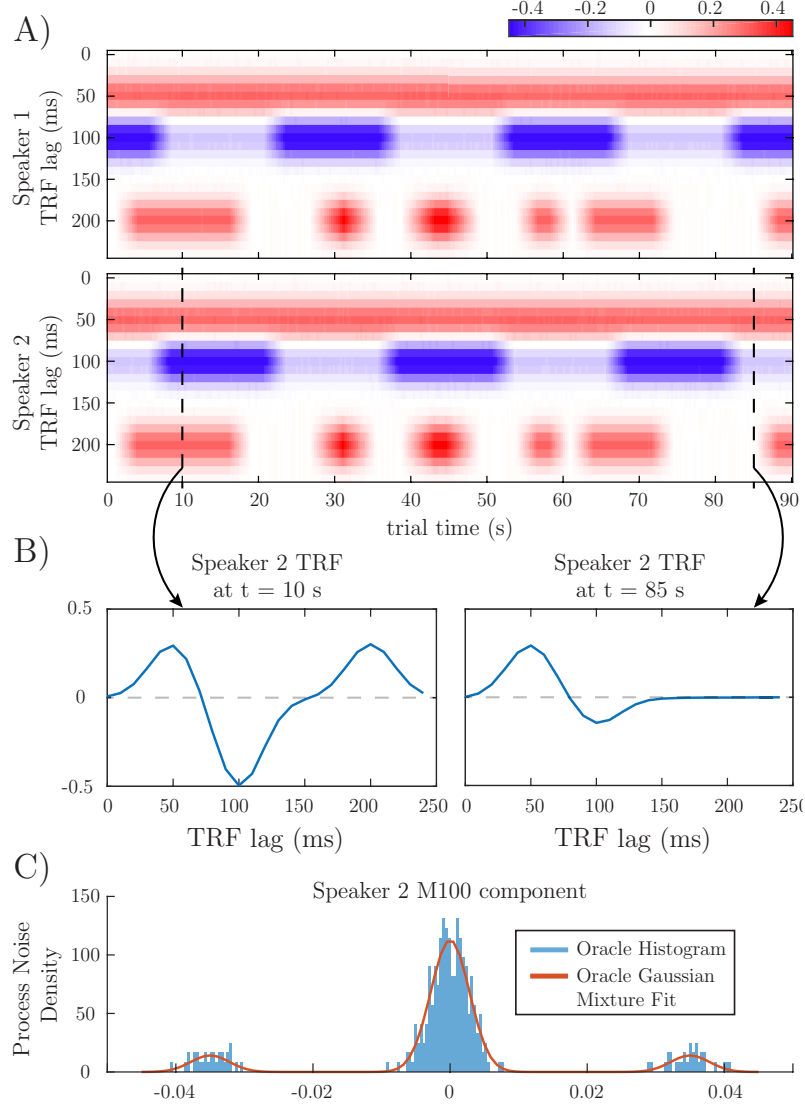 -0.4 -0.2 0 0.2 0.4
A)
0
50
100
150
200
Speaker 1
TRF lag (ms)
0
50
100
150
200
Speaker 2
TRF lag (ms)
0 10 20 30 40 50 60 70 80 90
trial time (s)
B)
Speaker 2 TRF
at t = 10 s
Speaker 2 TRF
at t = 85 s
0.5
0
-0.5
0 50 100 150 200 250
0 50 100 150 200 250
TRF lag (ms)
TRF lag (ms)
C)
Speaker 2 M100 component
150
100
50
0
Process Noise
Density
Oracle Histogram
Oracle Gaussian
Mixture Fit
-0.04 -0.02 0 0.02 0.04